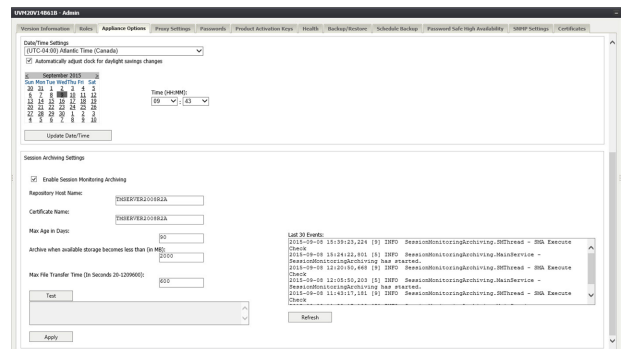 UVM20V14B61B - Admin
Version Information Roles Appliance Options Proxy Settings Passwords Product Activation Keys Health Backup/Restore Schedule Backup Password Safe High Availability SNMP Settings Certificates
Date/Time Settings
(UTC-04:00) Atlantic Time (Canada)
Automatically adjust clock for daylight savings changes
< September 2015 >
Sun Mon Tue Wed Thu Fri Sat
30 31 1 2 3 4 5
6 7 8 9 10 11 12
13 14 15 16 17 18 19
20 21 22 23 24 25 26
27 28 29 30 1 2 3
4 5 6 7 8 9 10
Time (HH:MM):
09 : 43
Update Date/Time
Session Archiving Settings
Enable Session Monitoring Archiving
Repository Host Name:
TMSERVER2008R2A
Certificate Name:
TMSERVER2008R2A
Max Age in Days:
90
Archive when available storage becomes less than (in MB):
2000
Max File Transfer Time (In Seconds 20-1209600):
600
Test
Apply
Last 30 Events:
2015-09-08 15:39:23,224 [9] INFO SessionMonitoringArchiving.SMThread - SMA Execute
Check
2015-09-08 13:24:22,801 [5] INFO SessionMonitoringArchiving.MainService -
SessionMonitoringArchiving has started.
2015-09-08 12:20:50,668 [9] INFO SessionMonitoringArchiving.SMThread - SMA Execute
Check
2015-09-08 12:05:50,203 [5] INFO SessionMonitoringArchiving.MainService -
SessionMonitoringArchiving has started.
2015-09-08 11:43:17,181 [9] INFO SessionMonitoringArchiving.SMThread - SMA Execute
Check
Refresh